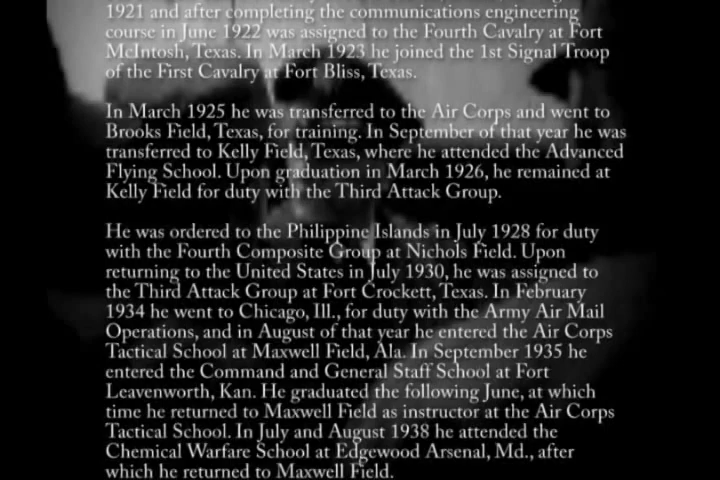 1921 and after completing the communications engineering
course in June 1922 was assigned to the Fourth Cavalry at Fort
McIntosh, Texas. In March 1923 he joined the 1st Signal Troop
of the First Cavalry at Fort Bliss, Texas.
In March 1925 he was transferred to the Air Corps and went to
Brooks Field, Texas, for training. In September of that year he was
transferred to Kelly Field, Texas, where he attended the Advanced
Flying School. Upon graduation in March 1926, he remained at
Kelly Field for duty with the Third Attack Group.
He was ordered to the Philippine Islands in July 1928 for duty
with the Fourth Composite Group at Nichols Field. Upon
returning to the United States in July 1930, he was assigned to
the Third Attack Group at Fort Crockett, Texas. In February
1934 he went to Chicago, Ill., for duty with the Army Air Mail
Operations, and in August of that year he entered the Air Corps
Tactical School at Maxwell Field, Ala. In September 1935 he
entered the Command and General Staff School at Fort
Leavenworth, Kan. He graduated the following June, at which
time he returned to Maxwell Field as instructor at the Air Corps
Tactical School. In July and August 1938 he attended the
Chemical Warfare School at Edgewood Arsenal, Md., after
which he returned to Maxwell Field.